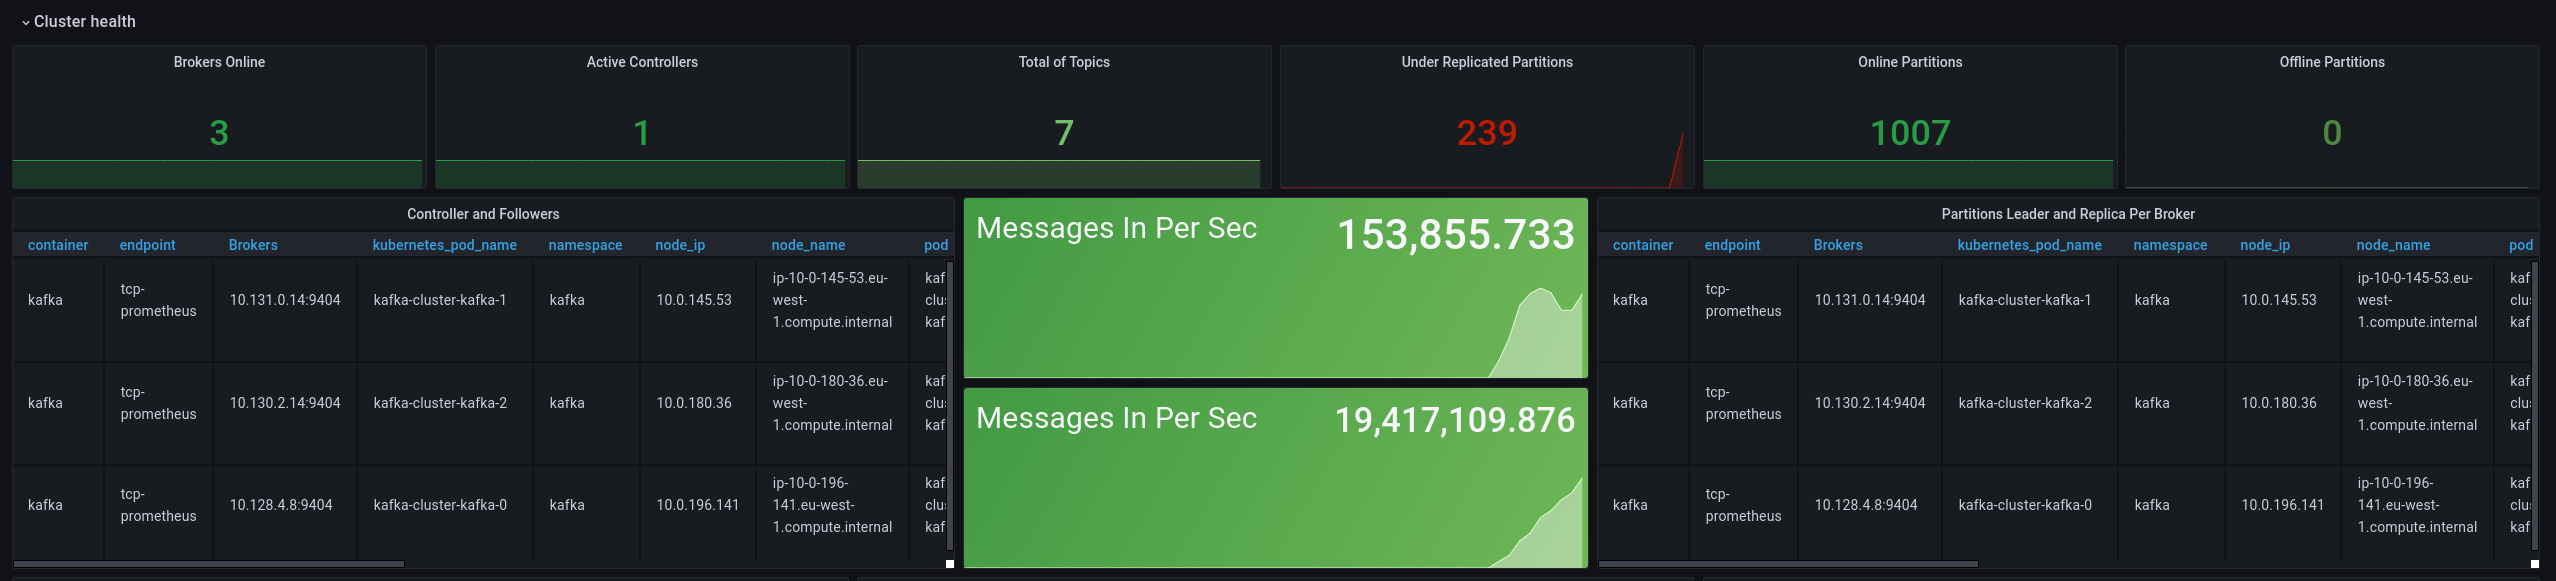 Cluster health
Brokers Online
3
Active Controllers
1
Total of Topics
7
Under Replicated Partitions
239
Online Partitions
1007
Offline Partitions
0
Controller and Followers
container endpoint Brokers kubernetes_pod_name namespace node_ip node_name pod
kafka tcp-prometheus 10.131.0.14:9404 kafka-cluster-kafka-1 kafka 10.0.145.53 ip-10-0-145-53.eu-west-1.compute.internal kaf clu kaf
kafka tcp-prometheus 10.130.2.14:9404 kafka-cluster-kafka-2 kafka 10.0.180.36 ip-10-0-180-36.eu-west-1.compute.internal kaf clu kaf
kafka tcp-prometheus 10.128.4.8:9404 kafka-cluster-kafka-0 kafka 10.0.196.141 ip-10-0-196-141.eu-west-1.compute.internal kaf clu kaf
Messages In Per Sec 153,855.733
Messages In Per Sec 19,417,109.876
Partitions Leader and Replica Per Broker
container endpoint Brokers kubernetes_pod_name namespace node_ip node_name pod
kafka tcp-prometheus 10.131.0.14:9404 kafka-cluster-kafka-1 kafka 10.0.145.53 ip-10-0-145-53.eu-west-1.compute.internal kaf clu kaf
kafka tcp-prometheus 10.130.2.14:9404 kafka-cluster-kafka-2 kafka 10.0.180.36 ip-10-0-180-36.eu-west-1.compute.internal kaf clu kaf
kafka tcp-prometheus 10.128.4.8:9404 kafka-cluster-kafka-0 kafka 10.0.196.141 ip-10-0-196-141.eu-west-1.compute.internal kaf clu kaf